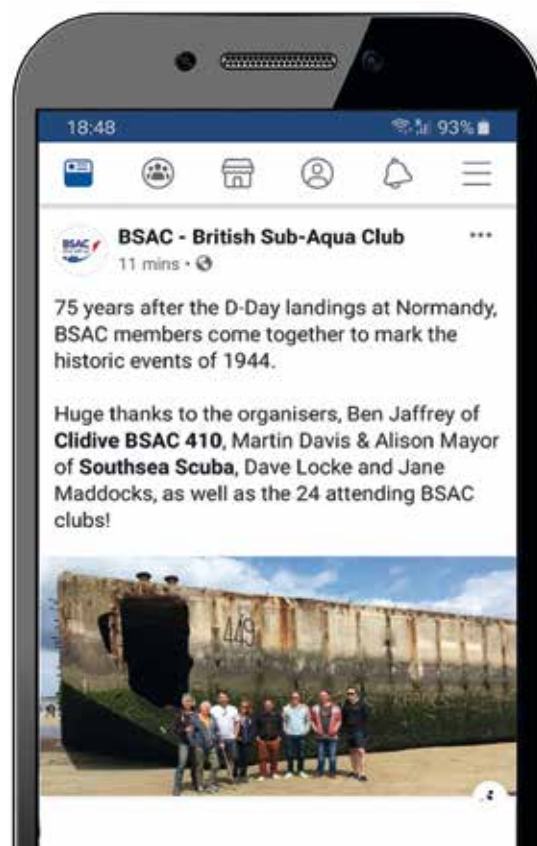 18:48 93%
BSAC
BSAC - British Sub-Aqua Club
11 mins •
75 years after the D-Day landings at Normandy,
BSAC members come together to mark the
historic events of 1944.
Huge thanks to the organisers, Ben Jaffrey of
Clidive BSAC 410, Martin Davis & Alison Mayor
of Southsea Scuba, Dave Locke and Jane
Maddocks, as well as the 24 attending BSAC
clubs!
449